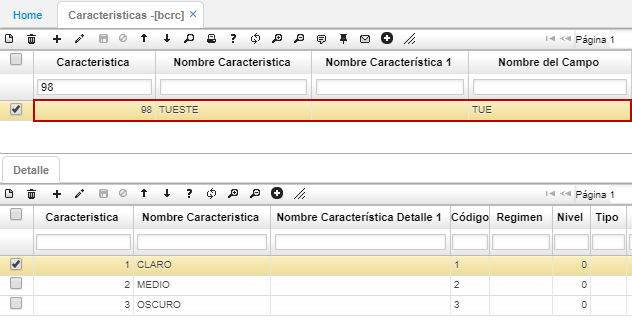 Home
Caracteristicas -[bcrc] ×
Página 1
Caracteristica Nombre Caracteristica Nombre Característica 1 Nombre del Campo
98
98 TUESTE TUE
Detalle
Página 1
Caracteristica Nombre Caracteristica Nombre Característica Detalle 1 Código Regimen Nivel Tipo
1 CLARO 1 0
2 MEDIO 2 0
3 OSCURO 3 0